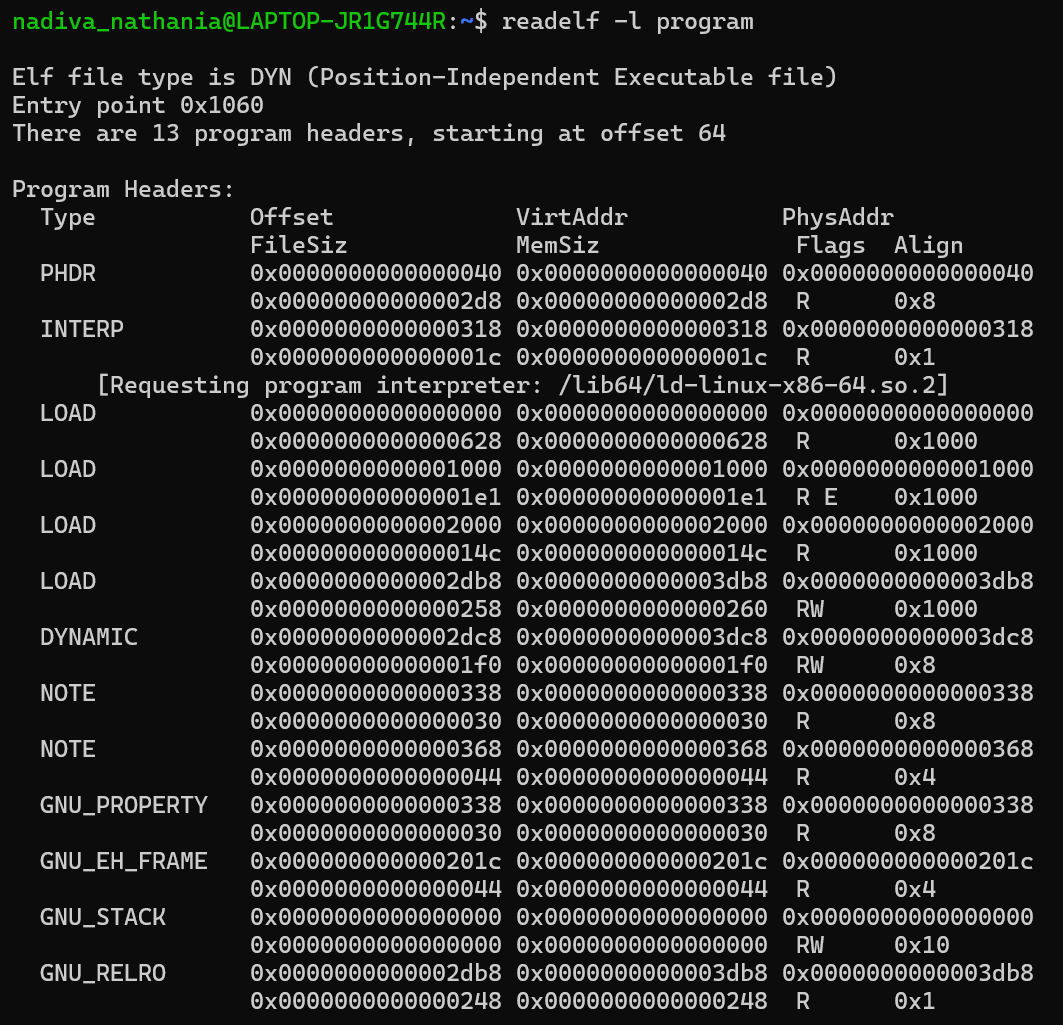 nadiva_nathania@LAPTOP-JR1G744R:~$ readelf -l program
Elf file type is DYN (Position-Independent Executable file)
Entry point 0x1060
There are 13 program headers, starting at offset 64
Program Headers:
  Type           Offset             VirtAddr           PhysAddr
                 FileSiz            MemSiz              Flags  Align
  PHDR           0x0000000000000040 0x0000000000000040 0x0000000000000040
                 0x00000000000002d8 0x00000000000002d8  R      0x8
  INTERP         0x0000000000000318 0x0000000000000318 0x0000000000000318
                 0x000000000000001c 0x000000000000001c  R      0x1
      [Requesting program interpreter: /lib64/ld-linux-x86-64.so.2]
  LOAD           0x0000000000000000 0x0000000000000000 0x0000000000000000
                 0x0000000000000628 0x0000000000000628  R      0x1000
  LOAD           0x0000000000001000 0x0000000000001000 0x0000000000001000
                 0x00000000000001e1 0x00000000000001e1  R E    0x1000
  LOAD           0x0000000000002000 0x0000000000002000 0x0000000000002000
                 0x000000000000014c 0x000000000000014c  R      0x1000
  LOAD           0x0000000000002db8 0x0000000000003db8 0x0000000000003db8
                 0x0000000000000258 0x0000000000000260  RW     0x1000
  DYNAMIC        0x0000000000002dc8 0x0000000000003dc8 0x0000000000003dc8
                 0x00000000000001f0 0x00000000000001f0  RW     0x8
  NOTE           0x0000000000000338 0x0000000000000338 0x0000000000000338
                 0x0000000000000030 0x0000000000000030  R      0x8
  NOTE           0x0000000000000368 0x0000000000000368 0x0000000000000368
                 0x0000000000000044 0x0000000000000044  R      0x4
  GNU_PROPERTY   0x0000000000000338 0x0000000000000338 0x0000000000000338
                 0x0000000000000030 0x0000000000000030  R      0x8
  GNU_EH_FRAME   0x000000000000201c 0x000000000000201c 0x000000000000201c
                 0x0000000000000044 0x0000000000000044  R      0x4
  GNU_STACK      0x0000000000000000 0x0000000000000000 0x0000000000000000
                 0x0000000000000000 0x0000000000000000  RW     0x10
  GNU_RELRO      0x0000000000002db8 0x0000000000003db8 0x0000000000003db8
                 0x0000000000000248 0x0000000000000248  R      0x1